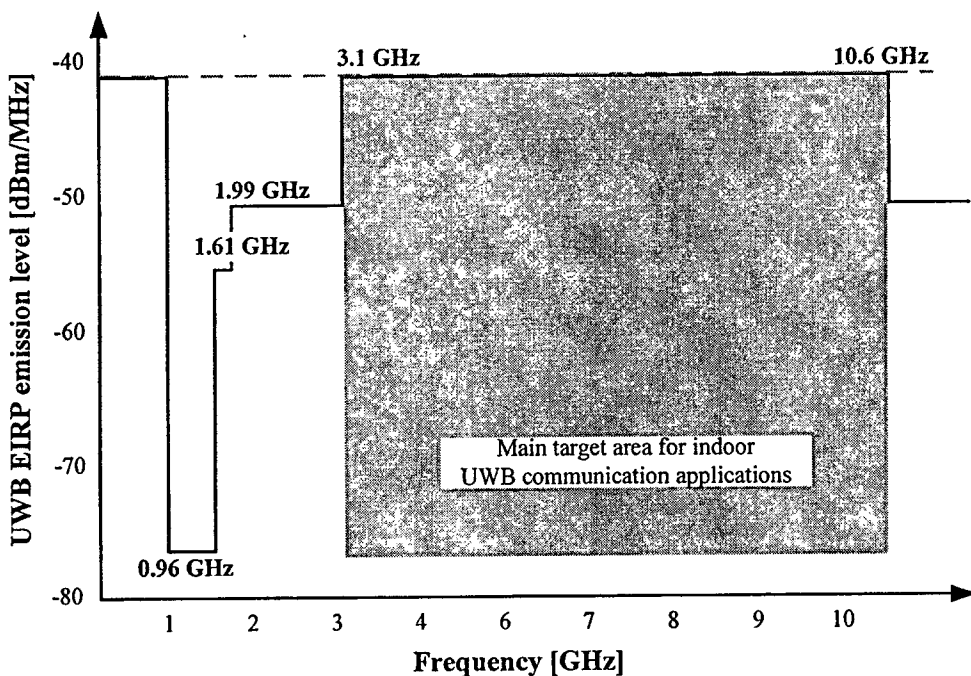 UWB EIRP emission level [dBm/MHz]
-40
-50
-60
-70
-80
3.1 GHz
10.6 GHz
1.99 GHz
1.61 GHz
0.96 GHz
Main target area for indoor
UWB communication applications
1 2 3 4 5 6 7 8 9 10
Frequency [GHz]